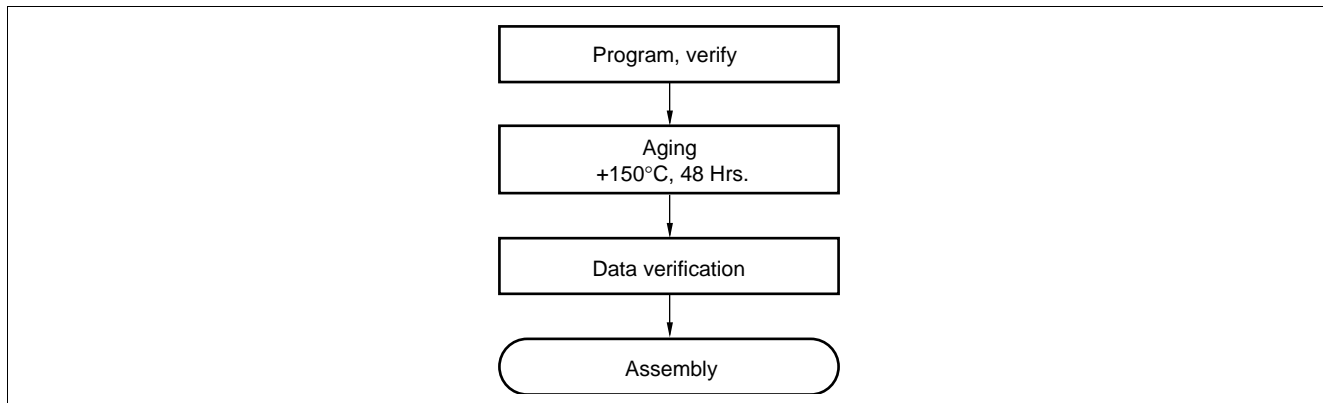 Program, verify
Aging
+150°C, 48 Hrs.
Data verification
Assembly